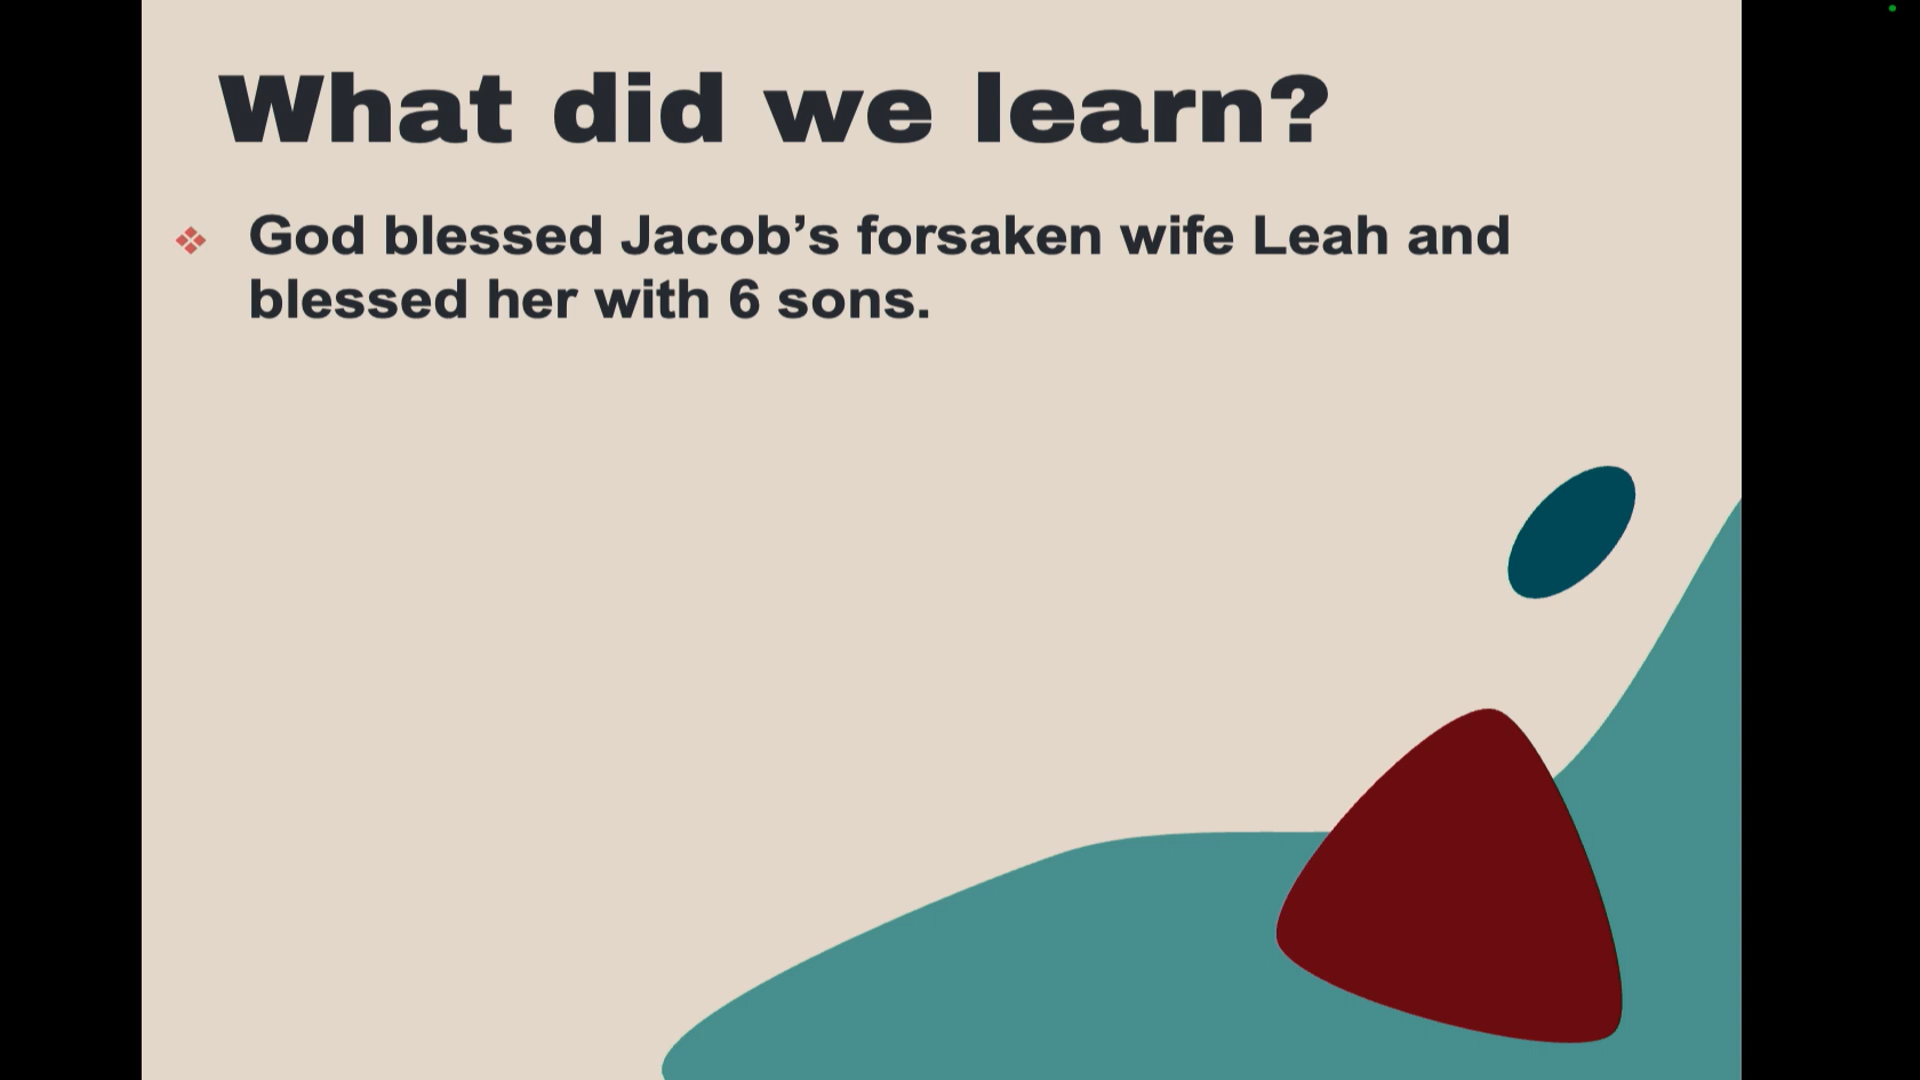 What did we learn?
God blessed Jacob’s forsaken wife Leah and
blessed her with 6 sons.